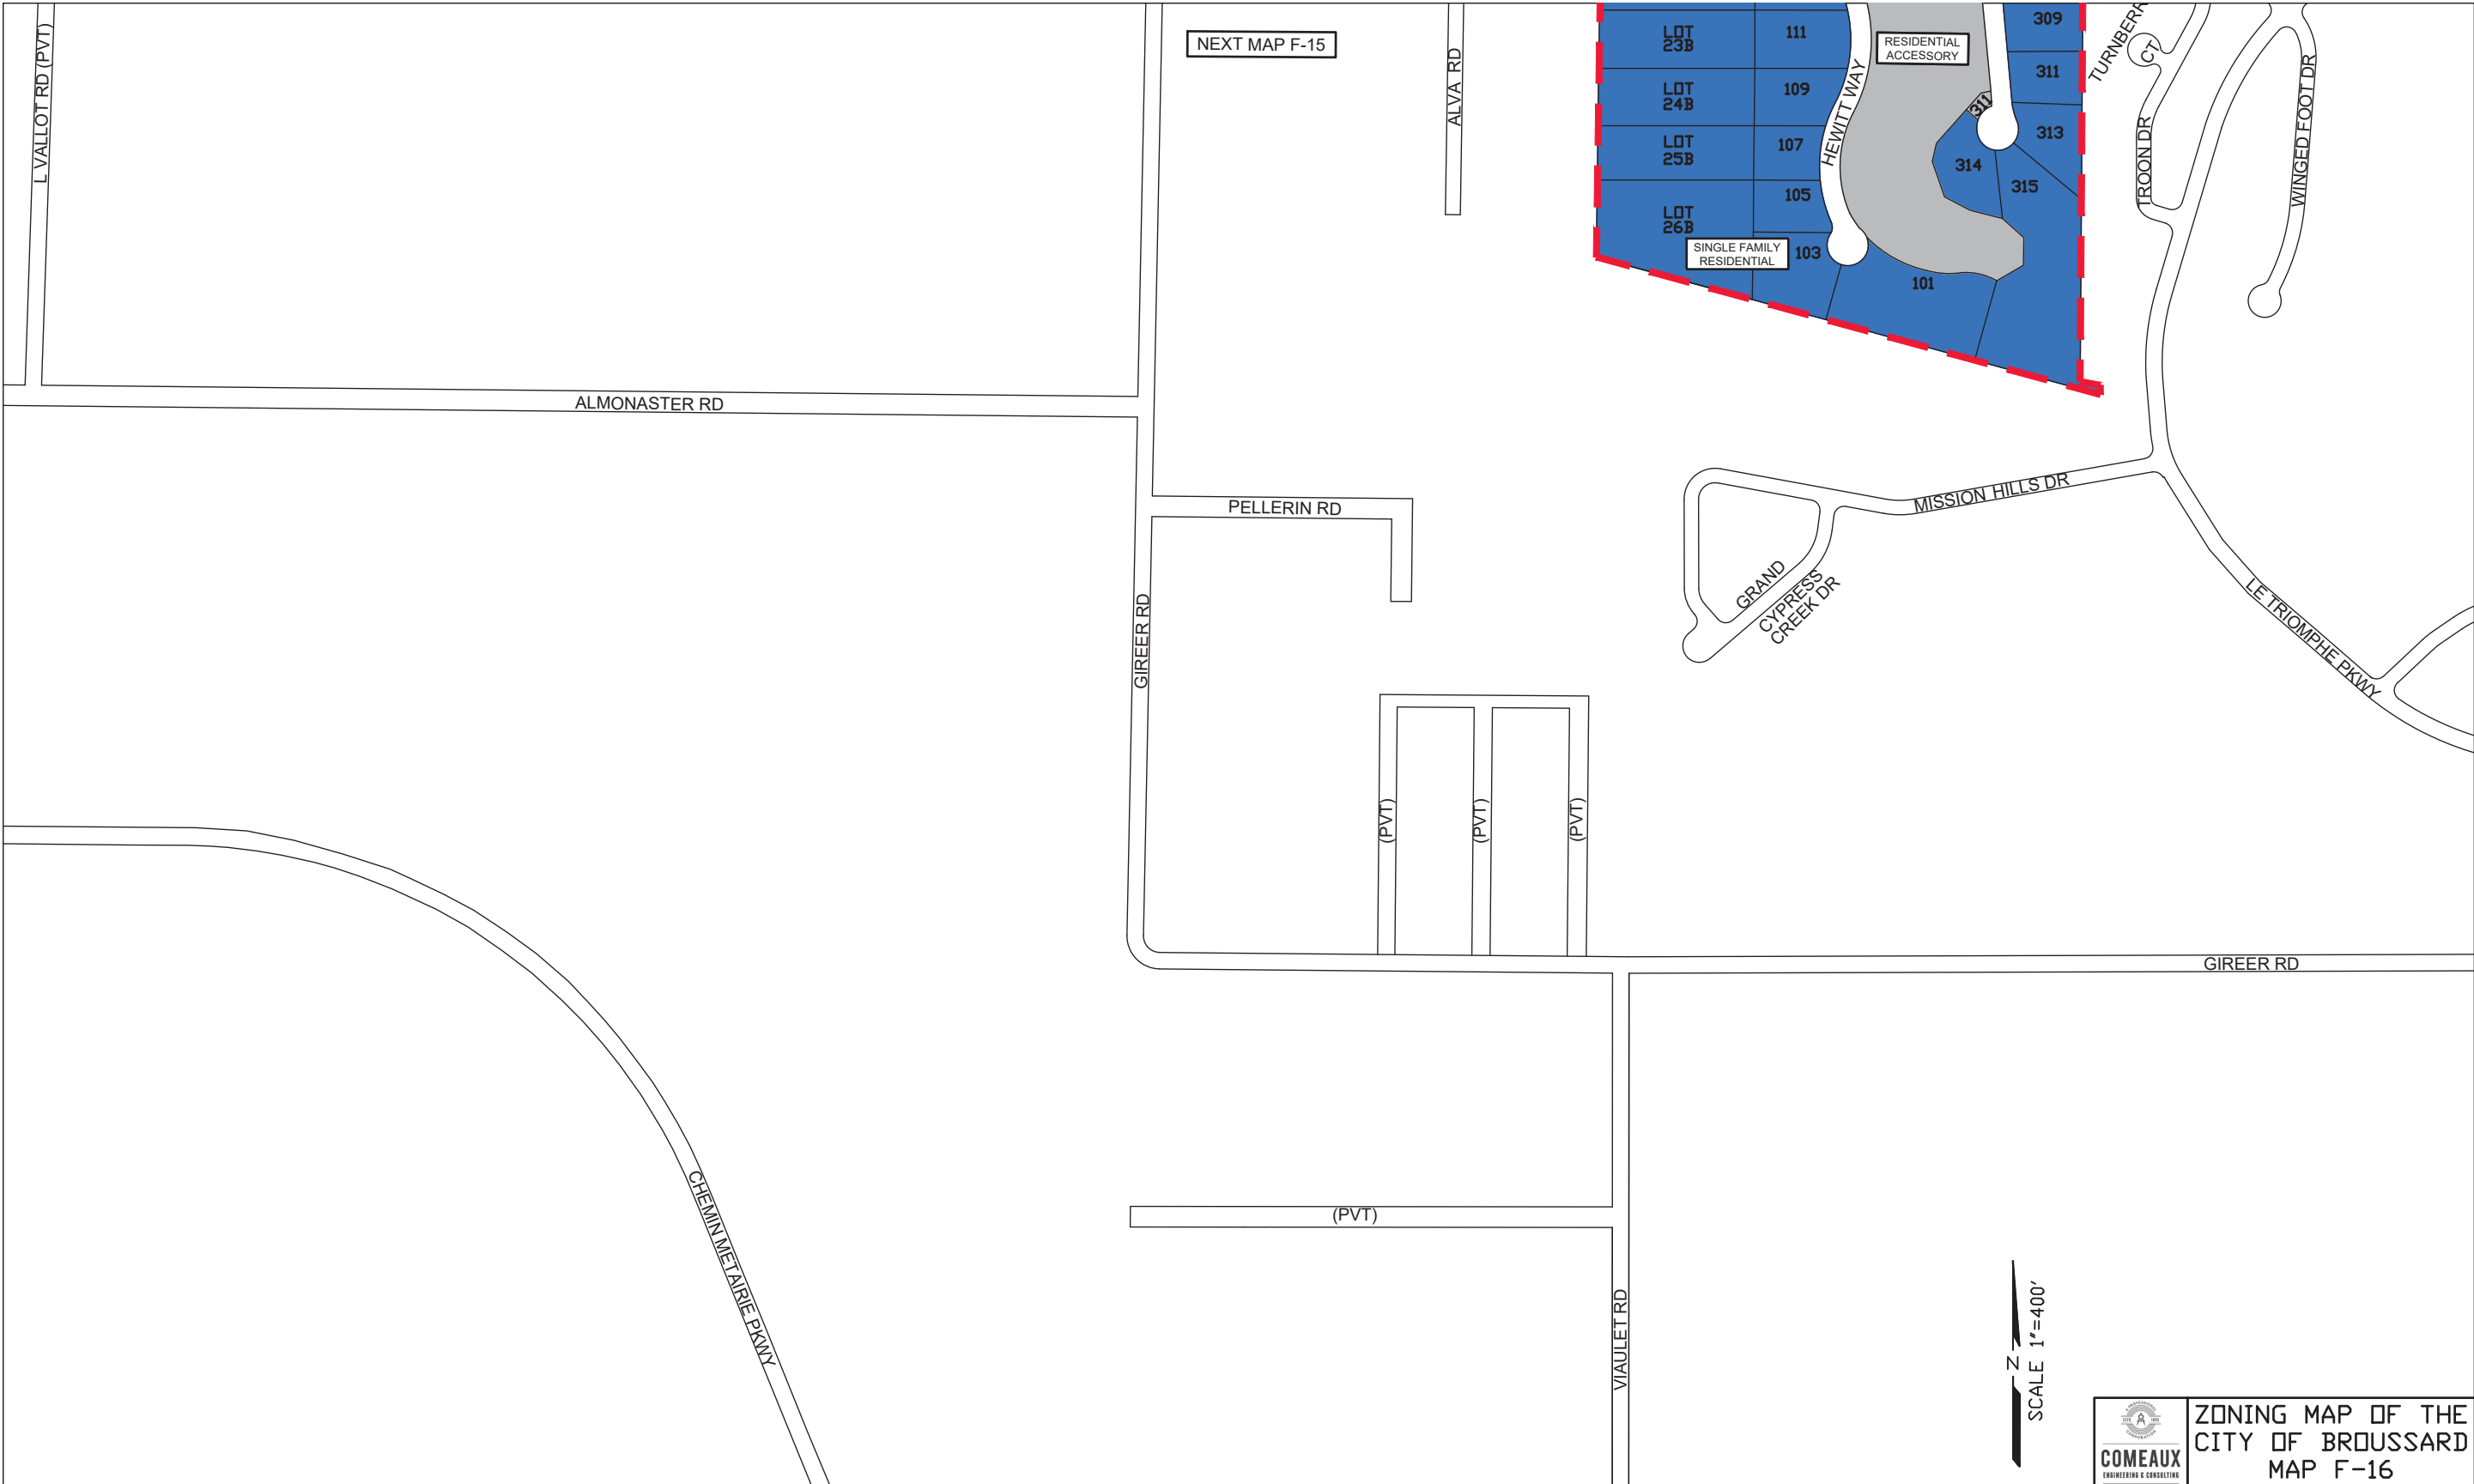 L VALLOT RD (PVT)
NEXT MAP F-15
ALVA RD
LOT
23B
111
LOT
24B
109
LOT
25B
107
105
LOT
26B
SINGLE FAMILY
RESIDENTIAL
103
101
HEWITT WAY
RESIDENTIAL
ACCESSORY
309
311
311
313
314
315
TURNBERR
CT
TROON DR
WINGED FOOT DR
ALMONASTER RD
PELLERIN RD
MISSION HILLS DR
GRAND
CYPRESS
CREEK DR
LE TRIOMPHE PKWY
GIREER RD
(PVT)
(PVT)
(PVT)
GIREER RD
CHEMIN METAIRIE PKWY
(PVT)
VIAULET RD
N
SCALE 1"=400'
COMEAUX
ENGINEERING & CONSULTING
ZONING MAP OF THE
CITY OF BROUSSARD
MAP F-16